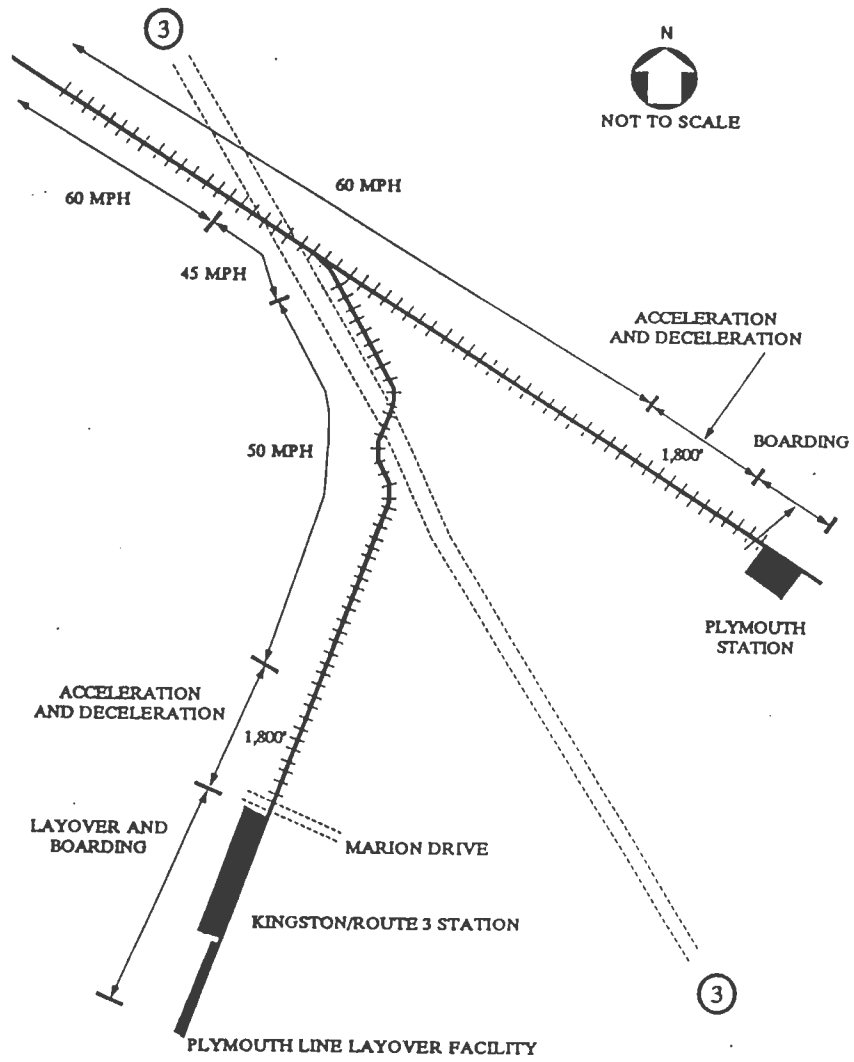 3
N
NOT TO SCALE
60 MPH
60 MPH
45 MPH
ACCELERATION
AND DECELERATION
BOARDING
1,800'
50 MPH
PLYMOUTH
STATION
ACCELERATION
AND DECELERATION
1,800'
LAYOVER AND
BOARDING
MARION DRIVE
KINGSTON/ROUTE 3 STATION
3
PLYMOUTH LINE LAYOVER FACILITY